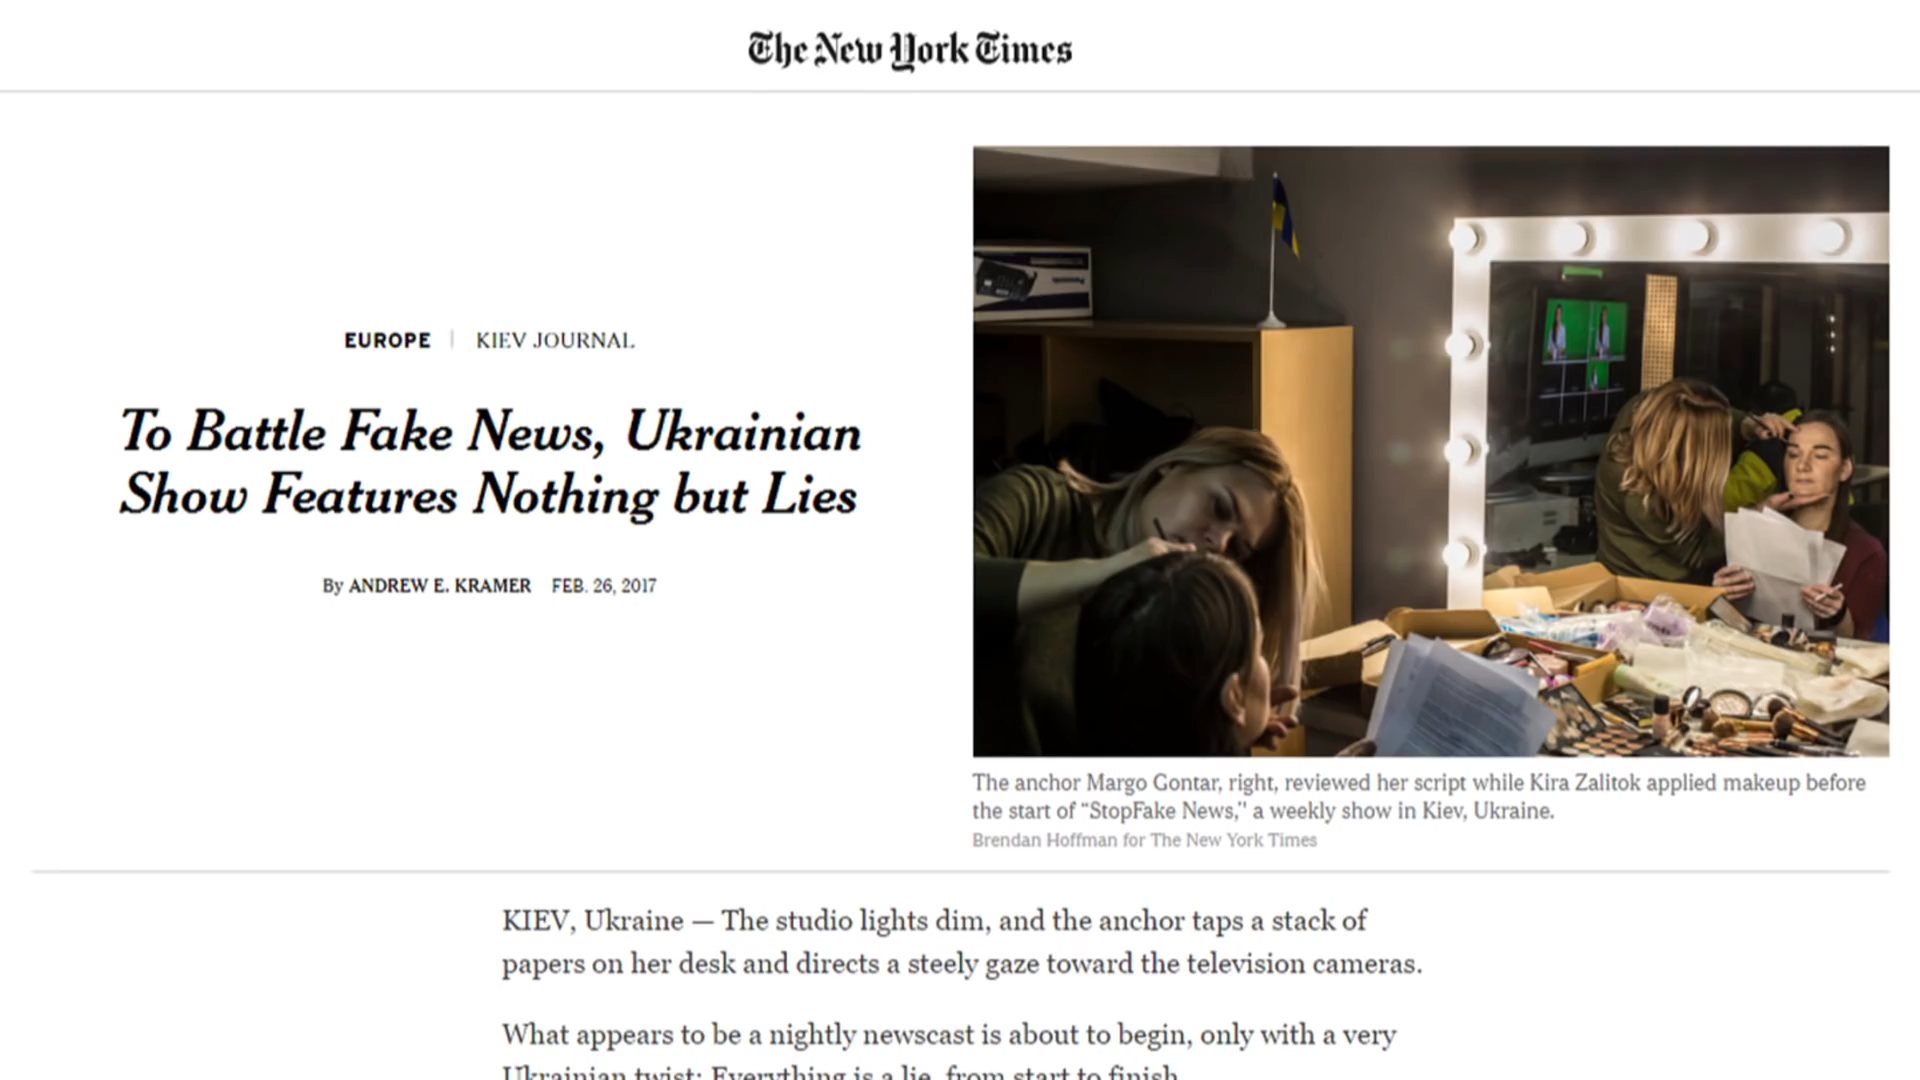 The New York Times
EUROPE | KIEV JOURNAL
To Battle Fake News, Ukrainian
Show Features Nothing but Lies
By ANDREW E. KRAMER FEB. 26, 2017
The anchor Margo Gontar, right, reviewed her script while Kira Zalitok applied makeup before
the start of “StopFake News,” a weekly show in Kiev, Ukraine.
Brendan Hoffman for The New York Times
KIEV, Ukraine — The studio lights dim, and the anchor taps a stack of
papers on her desk and directs a steely gaze toward the television cameras.
What appears to be a nightly newscast is about to begin, only with a very
Ukrainian twist: Everything is a lie, from start to finish.